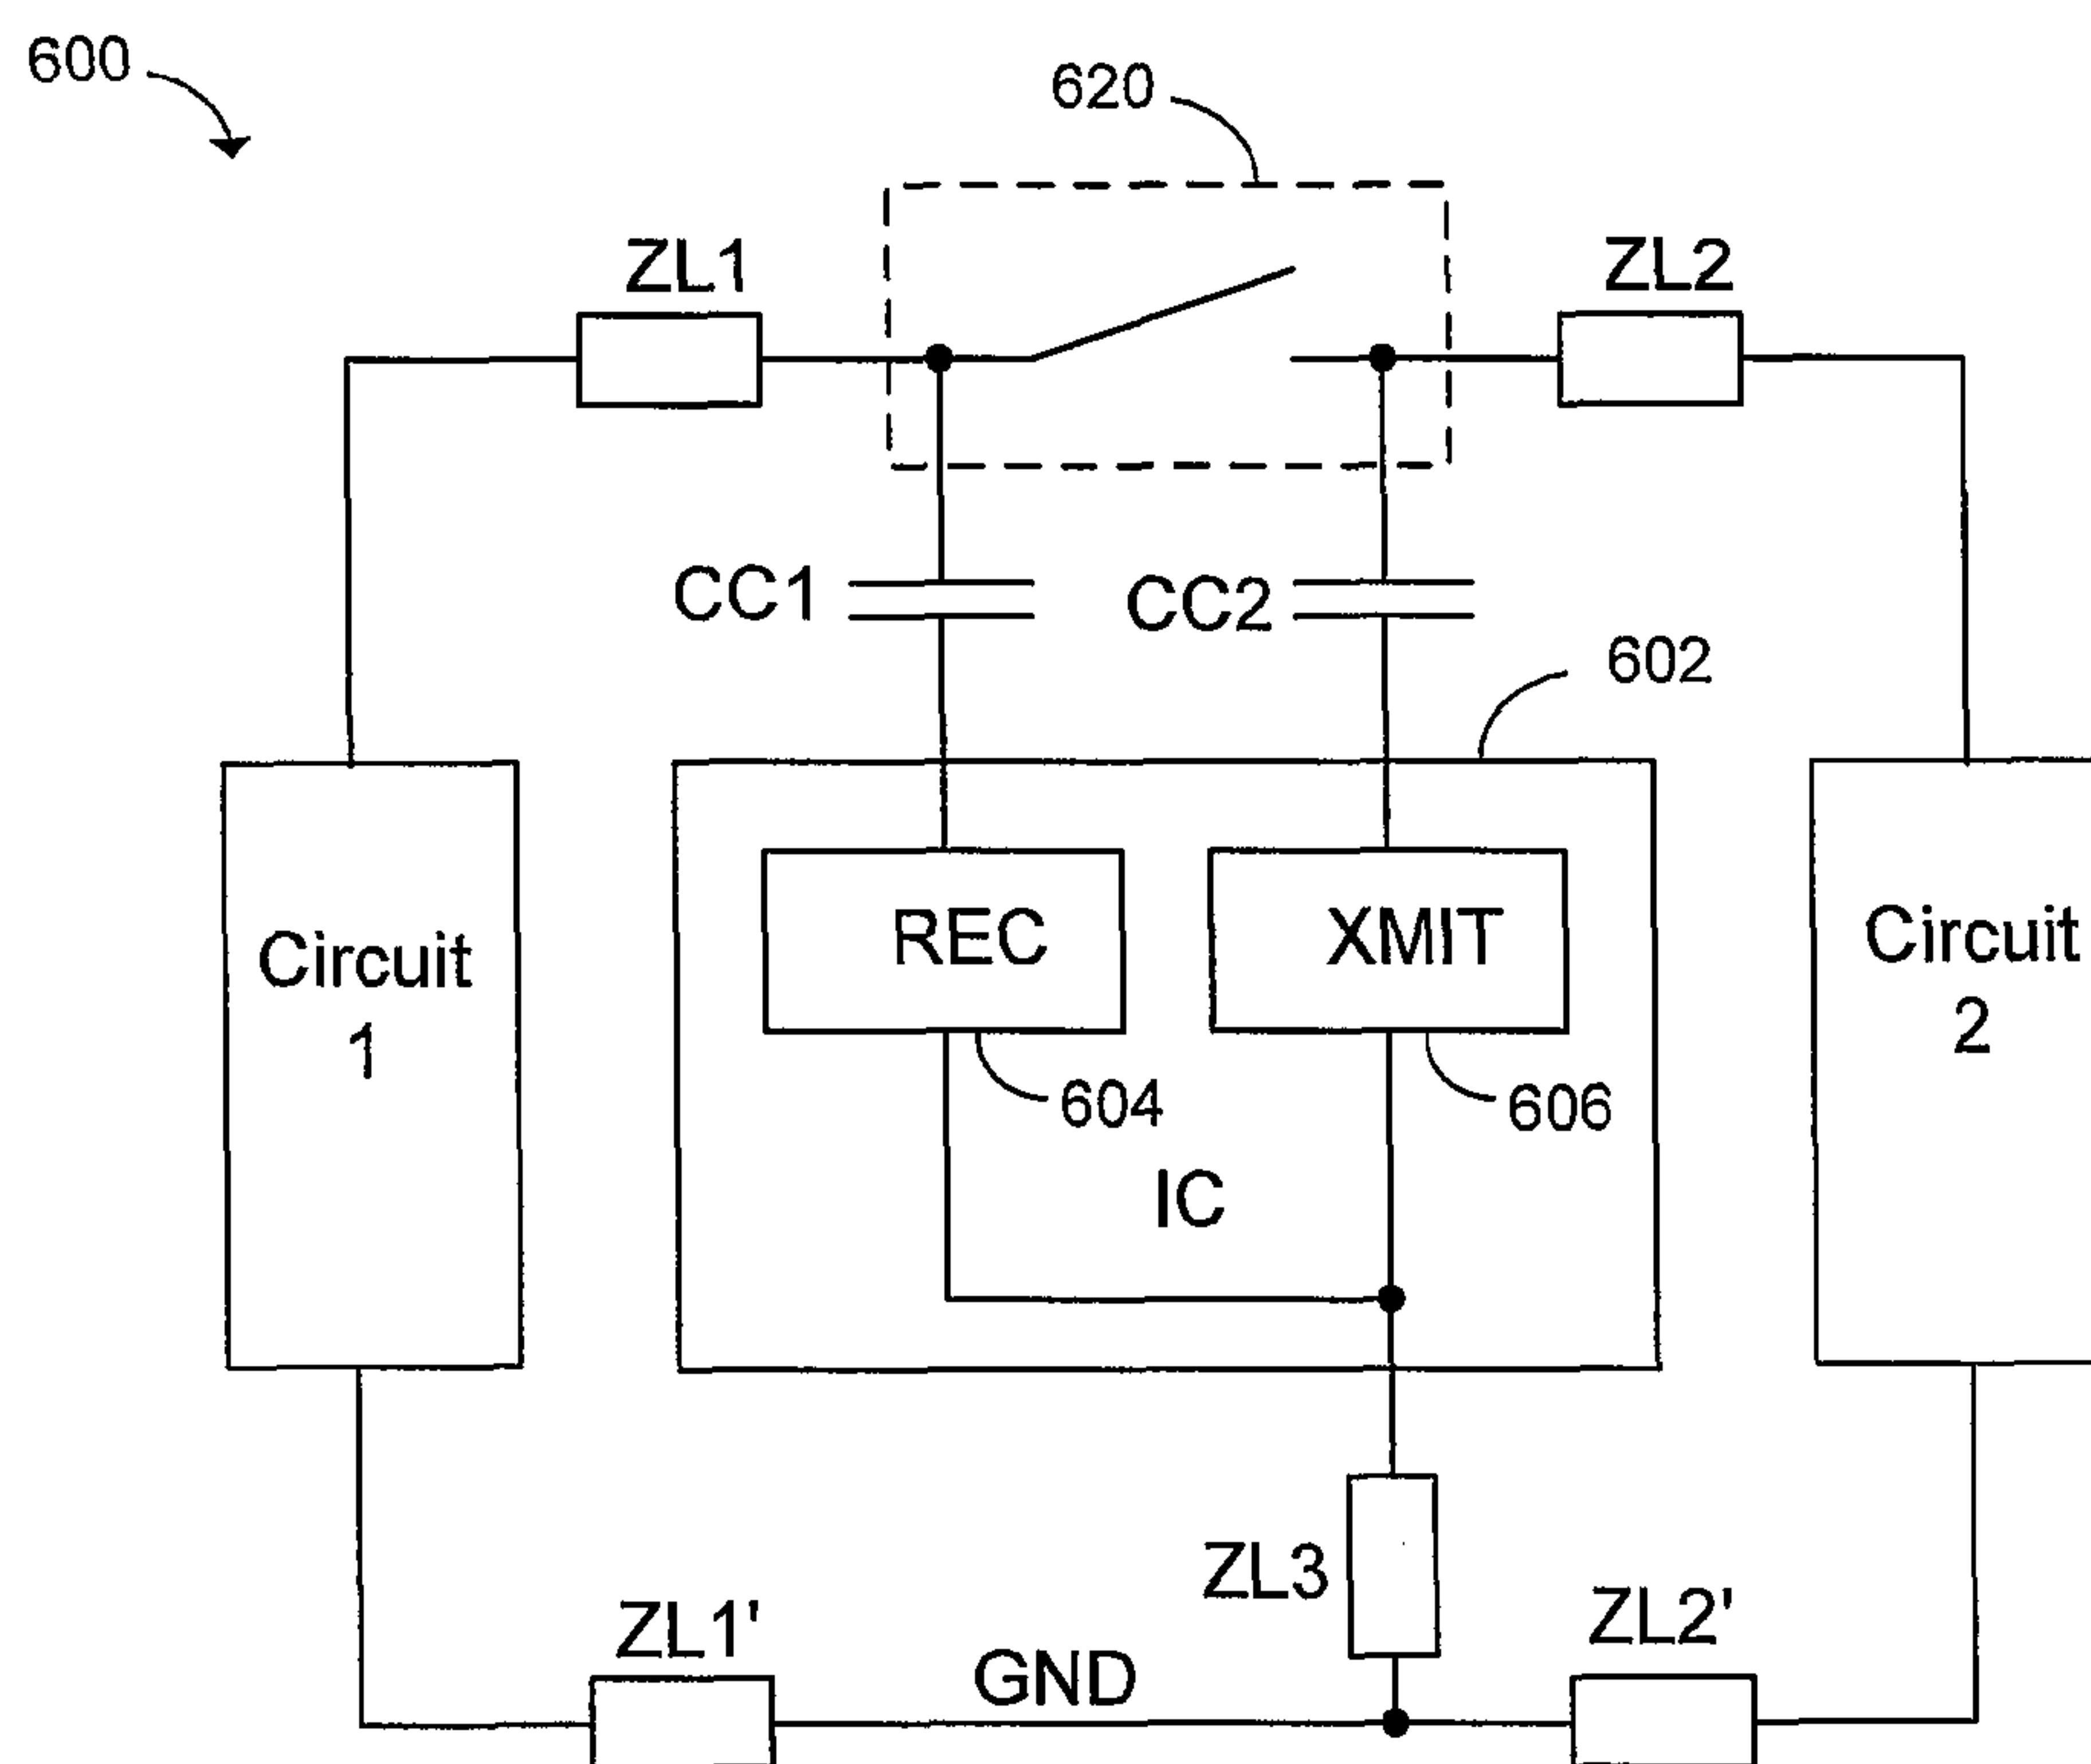 600
620
ZL1
ZL2
CC1
CC2
602
REC
XMIT
Circuit
1
Circuit
2
604
606
IC
ZL3
ZL1'
ZL2'
GND